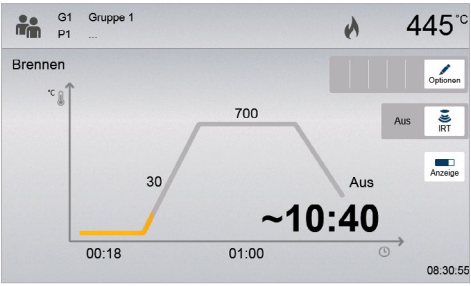 G1 Gruppe 1
P1 ...
445°C
Brennen
Optionen
°C
700
Aus
IRT
30
Aus
Anzeige
~10:40
00:18
01:00
08:30:55